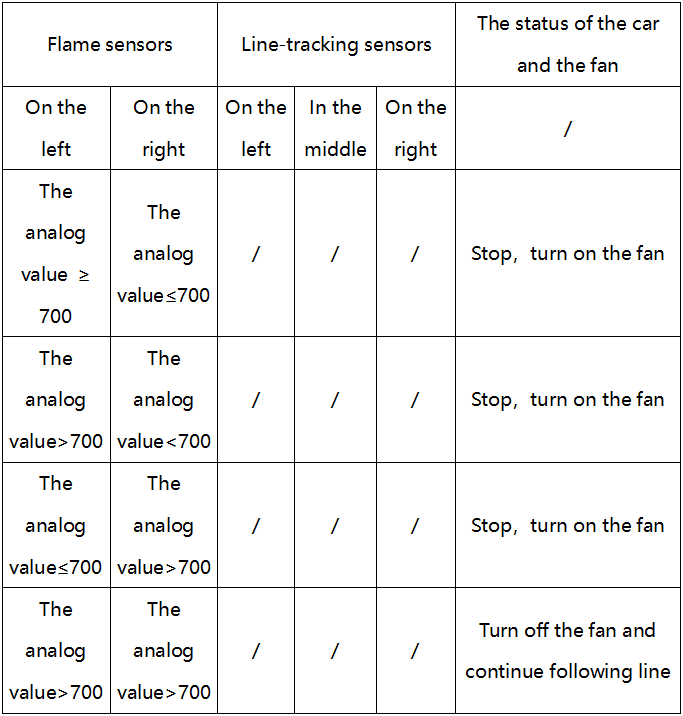 Flame sensors
Line-tracking sensors
The status of the car
and the fan
On the
left
On the
right
On the
left
In the
middle
On the
right
/
The
analog
value ≥
700
The
analog
value≤700
/
/
/
Stop，turn on the fan
The
analog
value>700
The
analog
value<700
/
/
/
Stop，turn on the fan
The
analog
value≤700
The
analog
value>700
/
/
/
Stop，turn on the fan
The
analog
value>700
The
analog
value>700
/
/
/
Turn off the fan and
continue following line